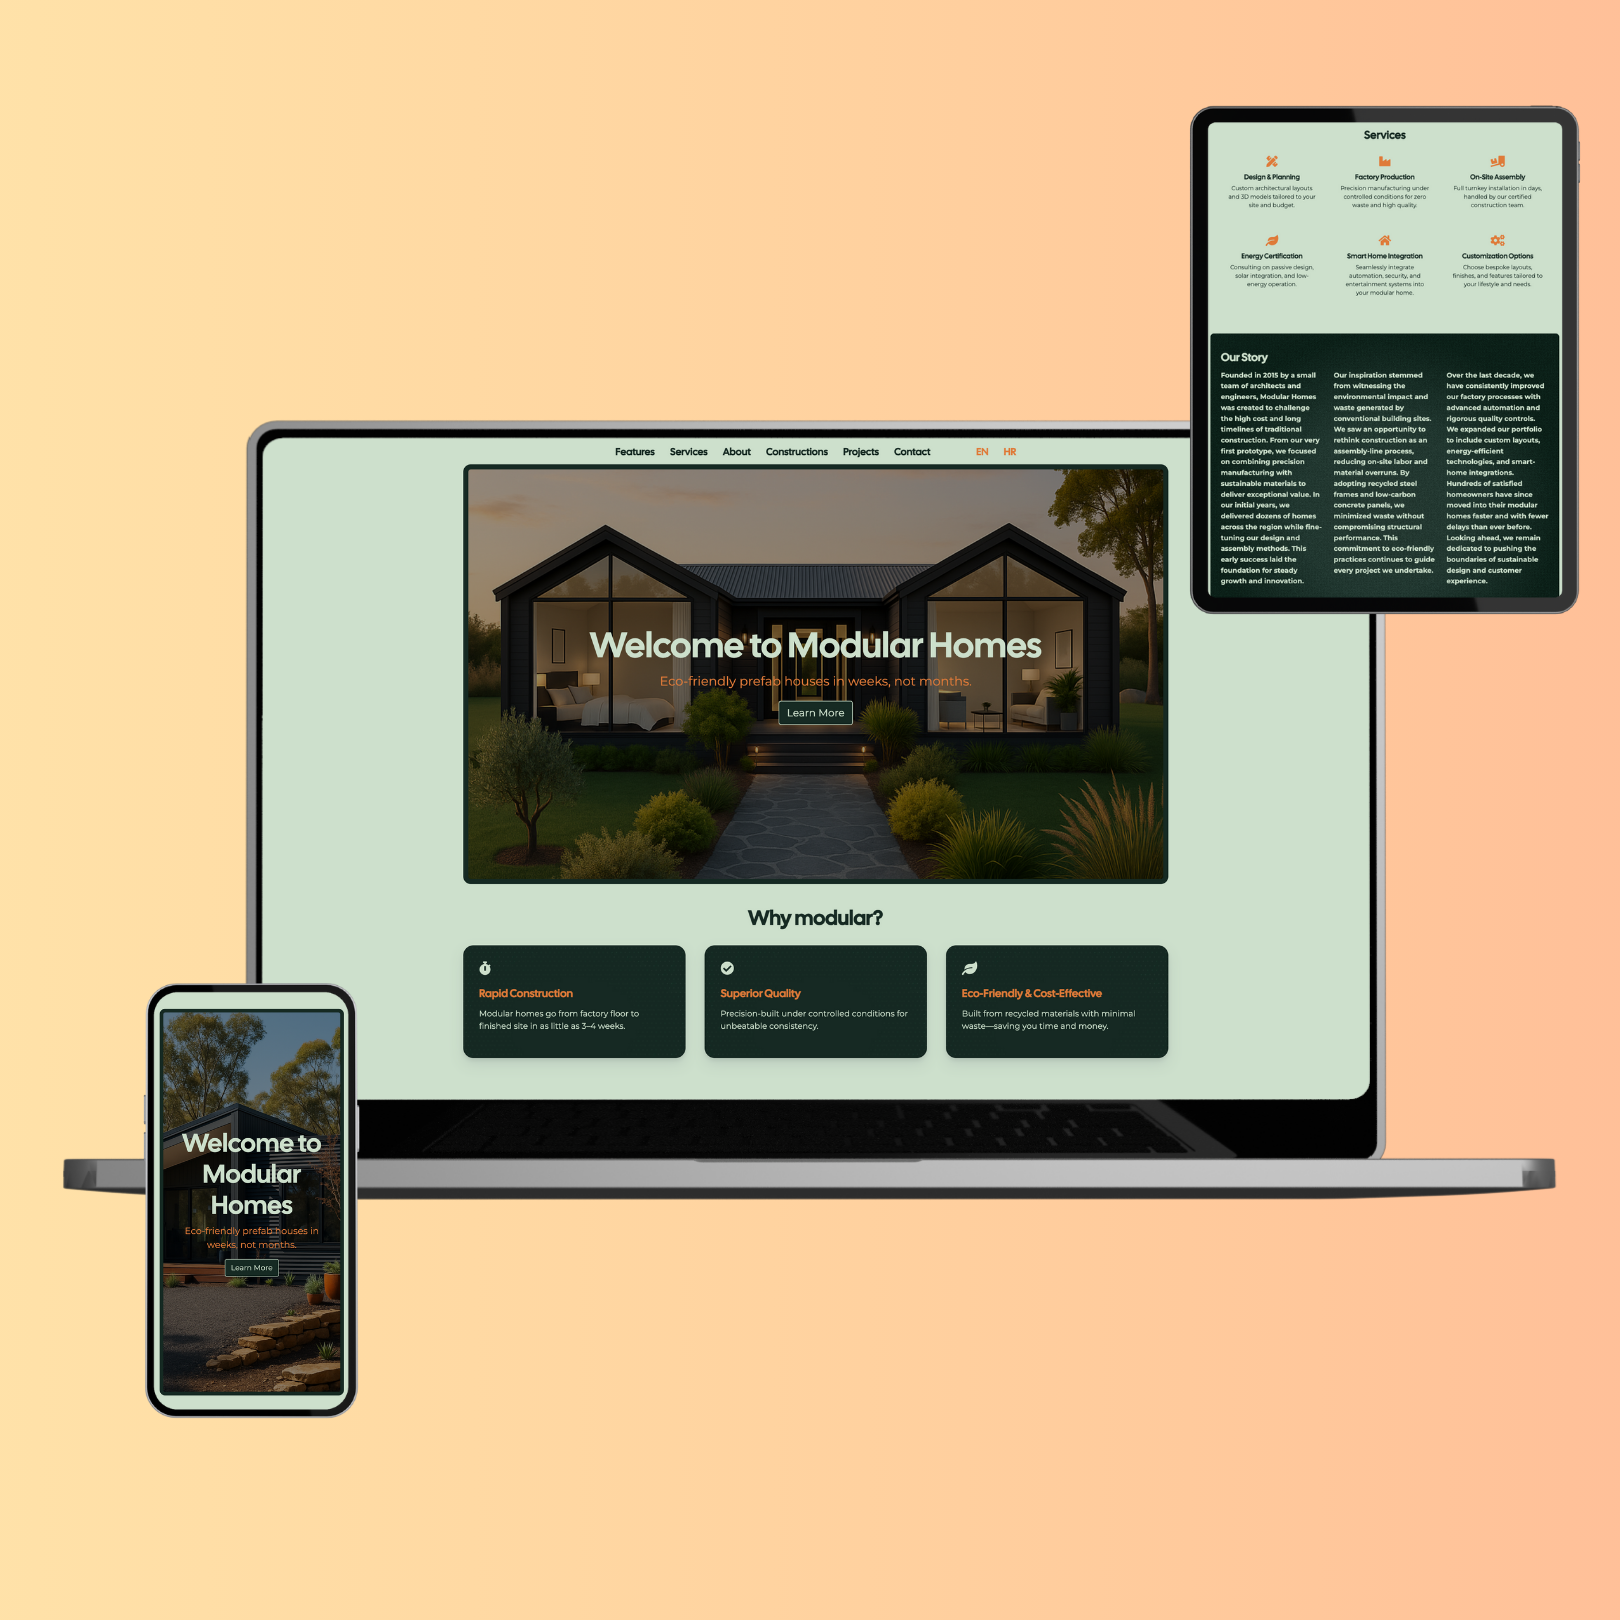 Services
Design & Planning
Custom architectural layouts
and 3D models tailored to your
site and budget.
Factory Production
Precision manufacturing under
controlled conditions for zero
waste and high quality.
On-Site Assembly
Full turnkey installation in days,
handled by our certified
construction team.
Energy Certification
Consulting on passive design,
solar integration, and low-
energy operation.
Smart Home Integration
Seamlessly integrate
automation, security, and
entertainment systems into
your modular home.
Customization Options
Choose bespoke layouts,
finishes, and features tailored to
your lifestyle and needs.
Our Story
Founded in 2015 by a small
team of architects and
engineers, Modular Homes
was created to challenge
the high cost and long
timelines of traditional
construction. From our very
first prototype, we focused
on combining precision
manufacturing with
sustainable materials to
deliver exceptional value. In
our initial years, we
delivered dozens of homes
across the region while fine-
tuning our design and
assembly methods. This
early success laid the
foundation for steady
growth and innovation.
Our inspiration stemmed
from witnessing the
environmental impact and
waste generated by
conventional building sites.
We saw an opportunity to
rethink construction as an
assembly-line process,
reducing on-site labor and
material overruns. By
adopting recycled steel
frames and low-carbon
concrete panels, we
minimized waste without
compromising structural
performance. This
commitment to eco-friendly
practices continues to guide
every project we undertake.
Over the last decade, we
have consistently improved
our factory processes with
advanced automation and
rigorous quality controls.
We expanded our portfolio
to include custom layouts,
energy-efficient
technologies, and smart-
home integrations.
Hundreds of satisfied
homeowners have since
moved into their modular
homes faster and with fewer
delays than ever before.
Looking ahead, we remain
dedicated to pushing the
boundaries of sustainable
design and customer
experience.
Features Services About Constructions Projects Contact EN HR
Welcome to Modular Homes
Eco-friendly prefab houses in weeks, not months.
Learn More
Why modular?
Rapid Construction
Modular homes go from factory floor to
finished site in as little as 3–4 weeks.
Superior Quality
Precision-built under controlled conditions for
unbeatable consistency.
Eco-Friendly & Cost-Effective
Built from recycled materials with minimal
waste—saving you time and money.
Welcome to
Modular
Homes
Eco-friendly prefab houses in
weeks, not months.
Learn More